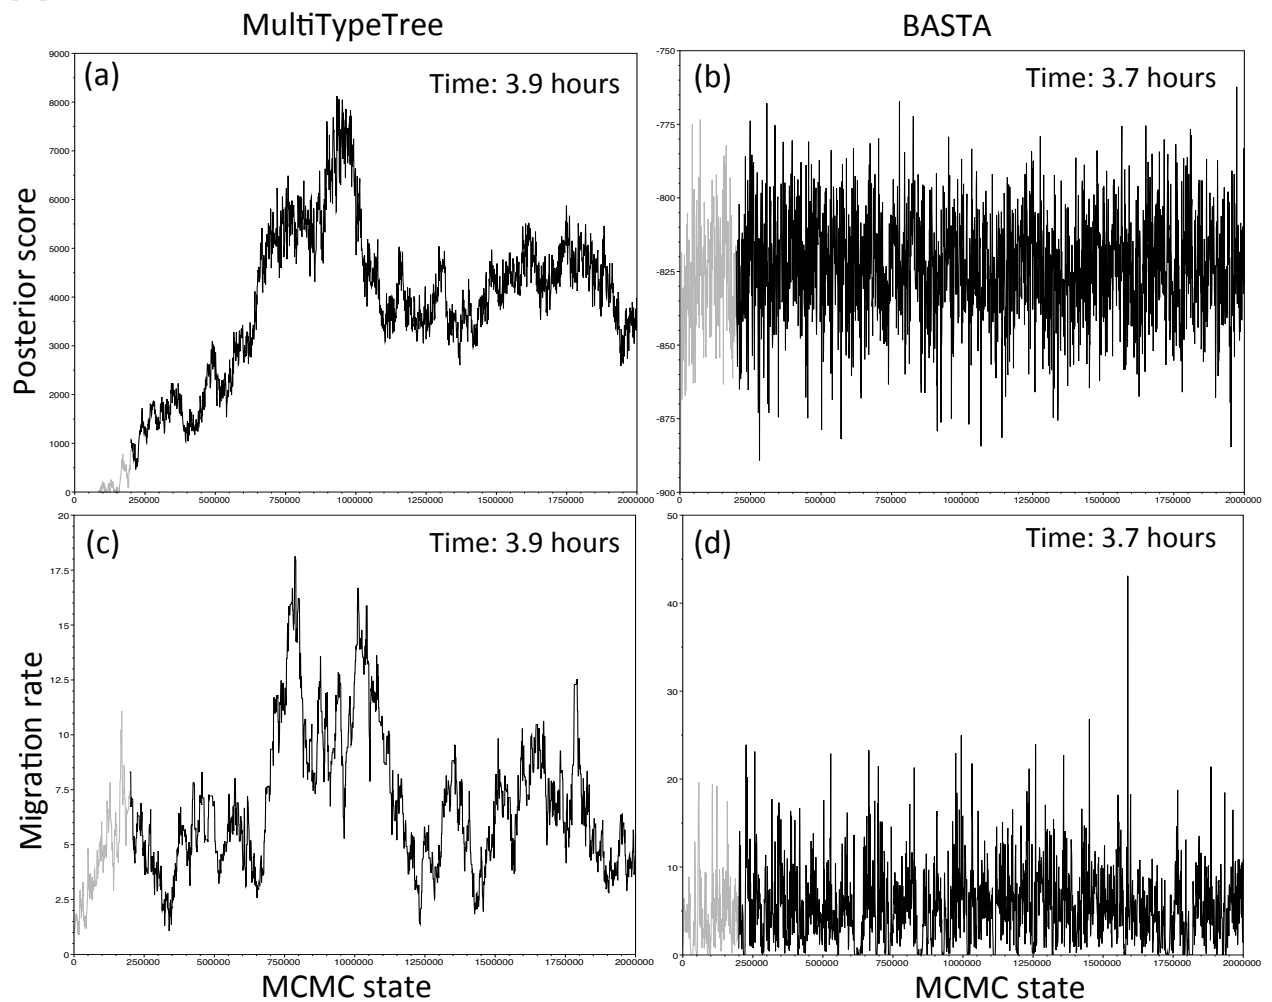 MultiTypeTree
BASTA
(a)
Time: 3.9 hours
Posterior score
9000
8000
7000
6000
5000
4000
3000
2000
1000
0
0 250000 500000 750000 1000000 1250000 1500000 1750000 2000000
(b)
Time: 3.7 hours
-750
-775
-800
-825
-850
-875
-900
0 250000 500000 750000 1000000 1250000 1500000 1750000 2000000
(c)
Time: 3.9 hours
Migration rate
20
17.5
15
12.5
10
7.5
5
2.5
0
0 250000 500000 750000 1000000 1250000 1500000 1750000 2000000
MCMC state
(d)
Time: 3.7 hours
50
40
30
20
10
0
0 250000 500000 750000 1000000 1250000 1500000 1750000 2000000
MCMC state